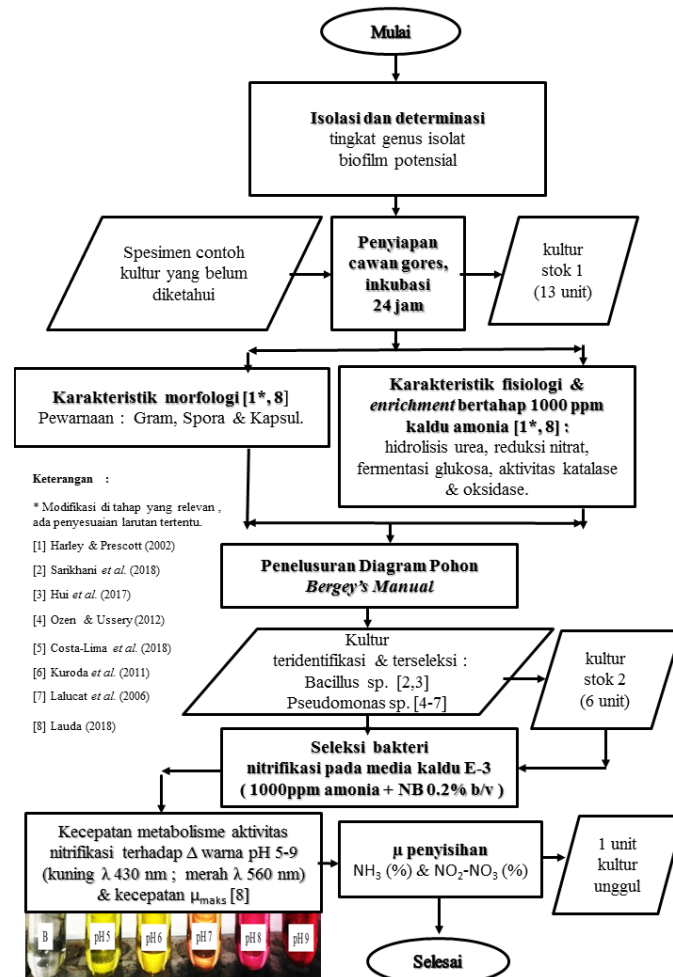 Mulai
Isolasi dan determinasi
tingkat genus isolat
biofilm potensial
Spesimen contoh
kultur yang belum
diketahui
Penyiapan
cawan gores,
inkubasi
24 jam
kultur
stok 1
(13 unit)
Karakteristik morfologi [1*, 8]
Pewarnaan : Gram, Spora & Kapsul.
Karakteristik fisiologi &
enrichment bertahap 1000 ppm
kaldu amonia [1*, 8] :
hidrolisis urea, reduksi nitrat,
fermentasi glukosa, aktivitas katalase
& oksidase.
Keterangan :
* Modifikasi di tahap yang relevan ,
ada penyesuaian larutan tertentu.
[1] Harley & Prescott (2002)
[2] Sarikhani et al. (2018)
[3] Hui et al. (2017)
[4] Ozen & Ussery (2012)
[5] Costa-Lima et al. (2018)
[6] Kuroda et al. (2011)
[7] Lalucat et al. (2006)
[8] Lauda (2018)
Penelusuran Diagram Pohon
Bergey's Manual
Kultur
teridentifikasi & terseleksi :
Bacillus sp. [2,3]
Pseudomonas sp. [4-7]
kultur
stok 2
(6 unit)
Seleksi bakteri
nitrifikasi pada media kaldu E-3
( 1000ppm amonia + NB 0.2% b/v )
Kecepatan metabolisme aktivitas
nitrifikasi terhadap Δ warna pH 5-9
(kuning λ 430 nm ; merah λ 560 nm)
& kecepatan μmaks [8]
μ penyisihan
NH3 (%) & NO2-NO3 (%)
1 unit
kultur
unggul
B
pH 5
pH 6
pH 7
pH 8
pH 9
Selesai